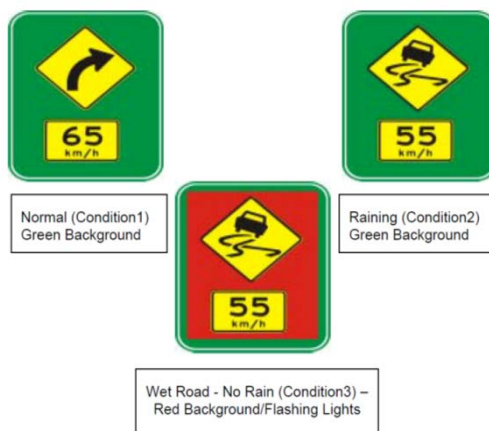 65
km/h
55
km/h
Normal (Condition1)
Green Background
Raining (Condition2)
Green Background
55
km/h
Wet Road - No Rain (Condition3) –
Red Background/Flashing Lights